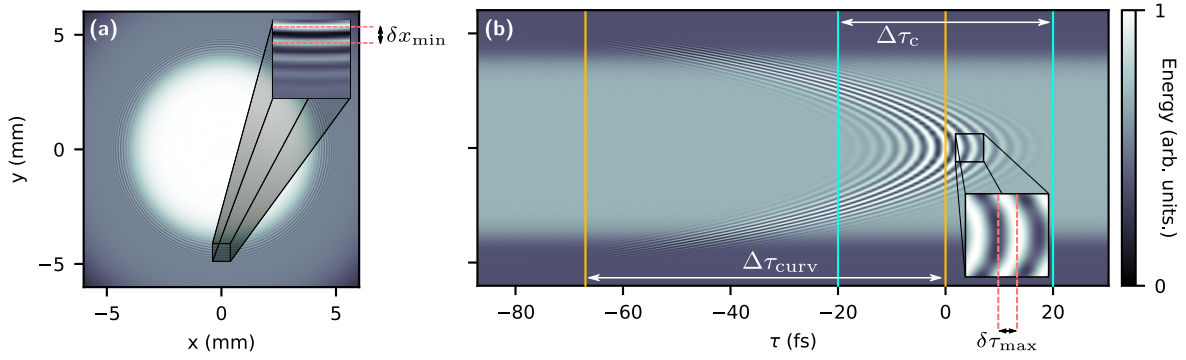 (a)
δx_min
5
0
−5
y (mm)
−5
0
5
x (mm)
(b)
Δτ_c
Δτ_curv
−80
−60
−40
−20
0
20
τ (fs)
δτ_max
1
0
Energy (arb. units.)